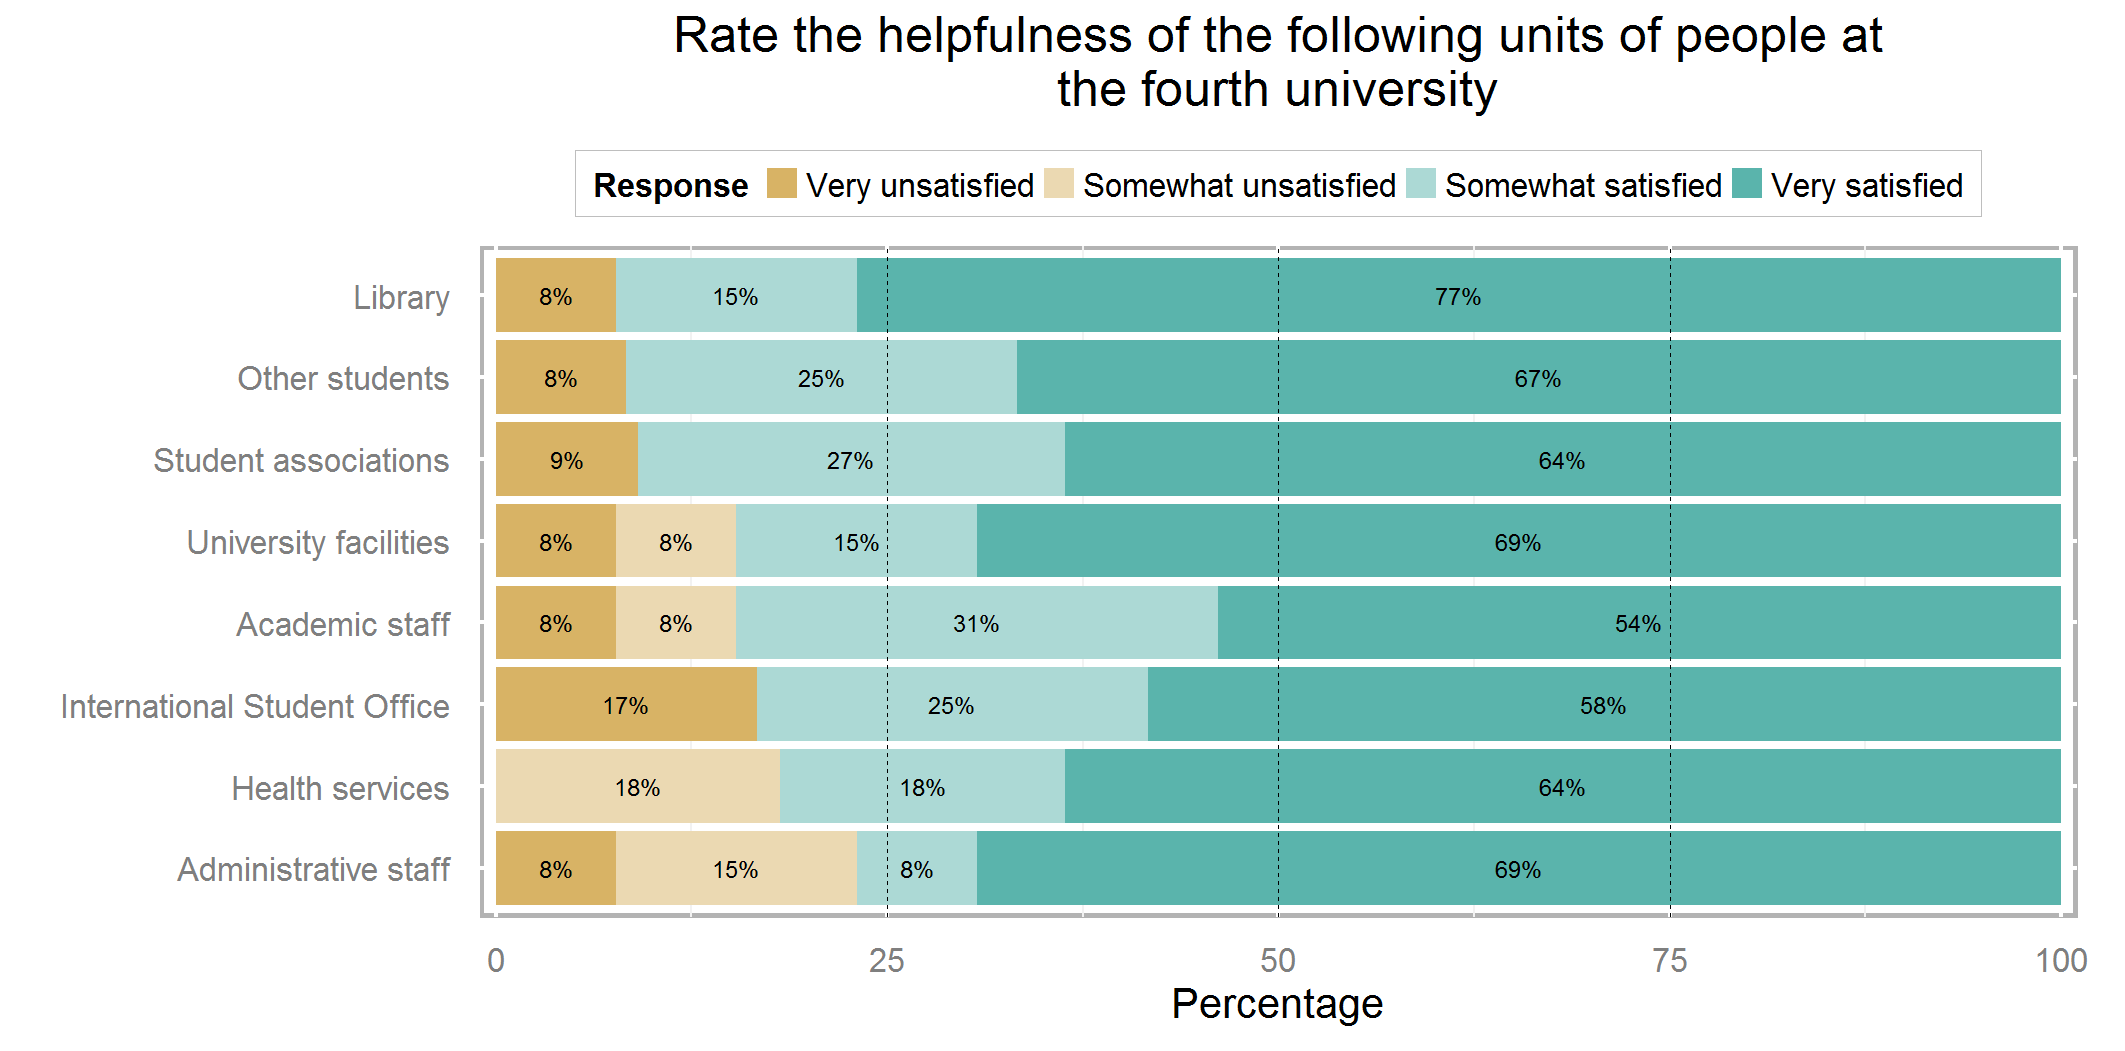 Rate the helpfulness of the following units of people at
the fourth university
Response Very unsatisfied Somewhat unsatisfied Somewhat satisfied Very satisfied
Library 8% 15% 77%
Other students 8% 25% 67%
Student associations 9% 27% 64%
University facilities 8% 8% 15% 69%
Academic staff 8% 8% 31% 54%
International Student Office 17% 25% 58%
Health services 18% 18% 64%
Administrative staff 8% 15% 8% 69%
0 25 50 75 100
Percentage